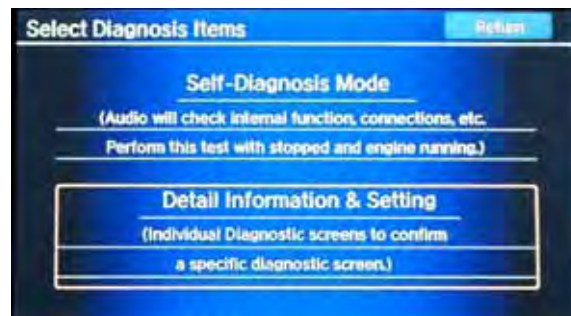 Select Diagnosis Items
Return
Self-Diagnosis Mode
(Audio will check internal function, connections, etc.
Perform this test with stopped and engine running.)
Detail Information & Setting
(Individual Diagnostic screens to confirm
a specific diagnostic screen.)